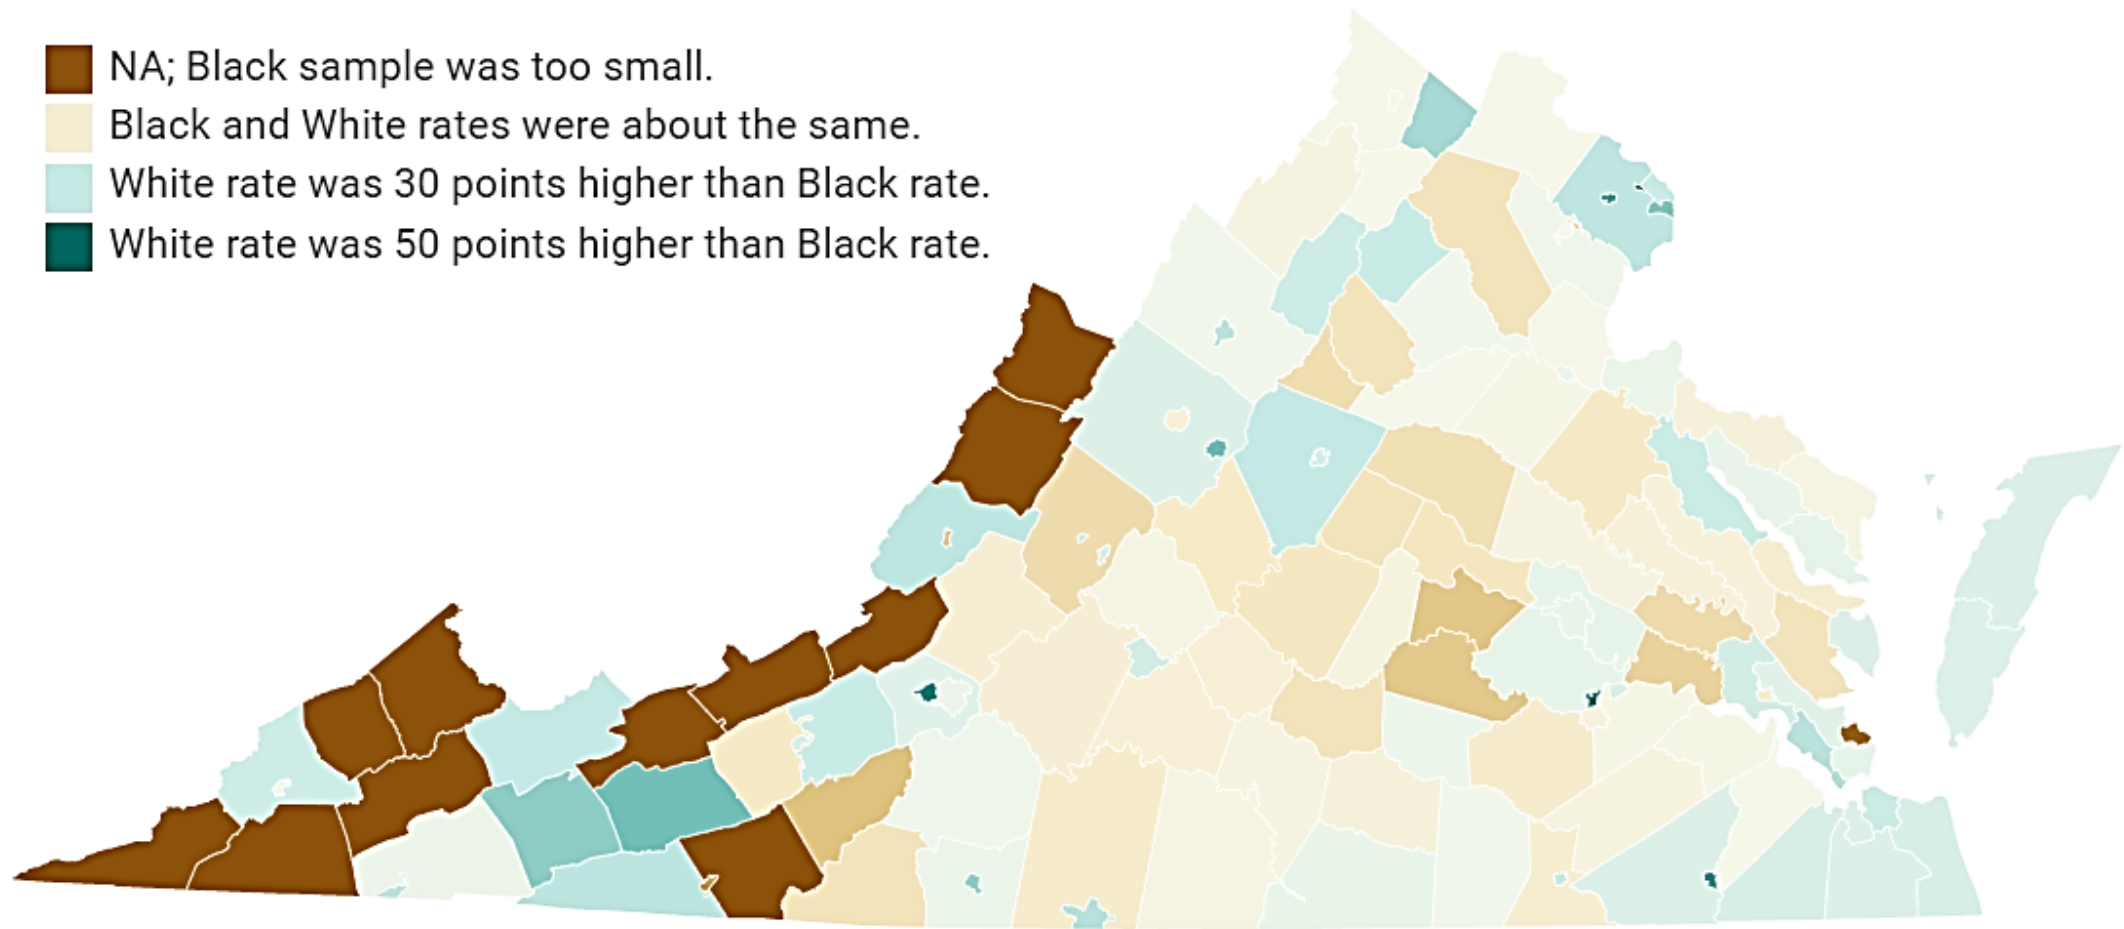 NA; Black sample was too small.
Black and White rates were about the same.
White rate was 30 points higher than Black rate.
White rate was 50 points higher than Black rate.